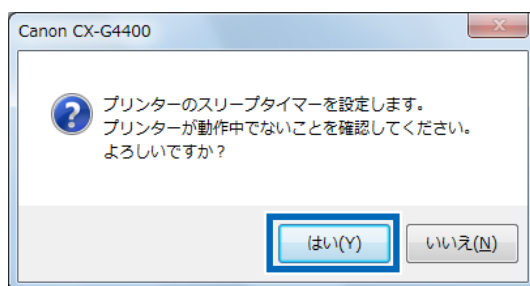 Canon CX-G4400
プリンターのスリープタイマーを設定します。
プリンターが動作中でないことを確認してください。
よろしいですか？
はい(Y)
いいえ(N)